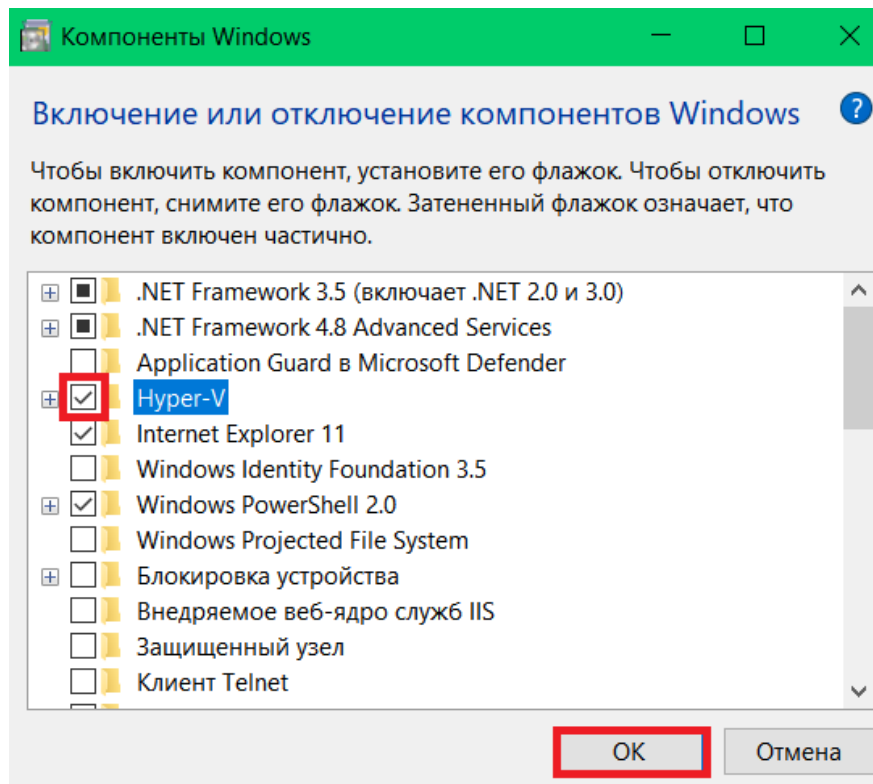 Компоненты Windows
Включение или отключение компонентов Windows
?
Чтобы включить компонент, установите его флажок. Чтобы отключить
компонент, снимите его флажок. Затененный флажок означает, что
компонент включен частично.
.NET Framework 3.5 (включает .NET 2.0 и 3.0)
.NET Framework 4.8 Advanced Services
Application Guard в Microsoft Defender
Hyper-V
Internet Explorer 11
Windows Identity Foundation 3.5
Windows PowerShell 2.0
Windows Projected File System
Блокировка устройства
Внедряемое веб-ядро служб IIS
Защищенный узел
Клиент Telnet
ОК
Отмена